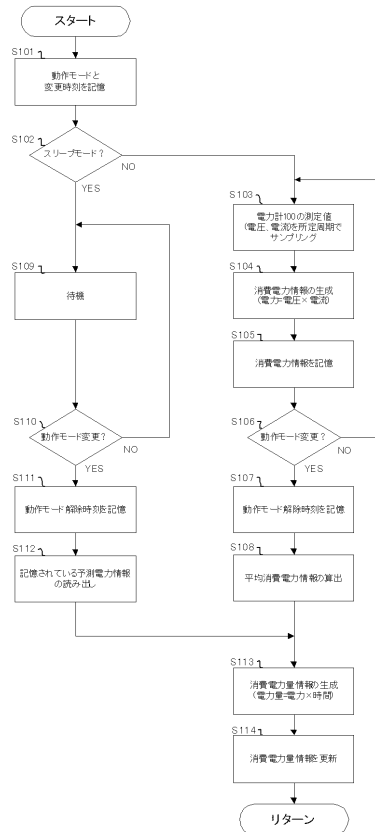 スタート
S101
動作モードと
変更時刻を記憶
S102
スリープモード？
NO
YES
S103
電力計100の測定値
(電圧、電流)を所定周期で
サンプリング
S104
消費電力情報の生成
(電力=電圧×電流)
S105
消費電力情報を記憶
S106
動作モード変更？
NO
YES
S107
動作モード解除時刻を記憶
S108
平均消費電力情報の算出
S109
待機
S110
動作モード変更？
NO
YES
S111
動作モード解除時刻を記憶
S112
記憶されている予測電力情報
の読み出し
S113
消費電力量情報の生成
(電力量=電力×時間)
S114
消費電力量情報を更新
リターン